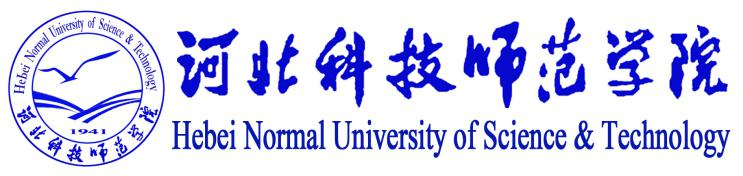 Hebei Normal University of Science & Technology
1941
河北科技师范学院
河北科技师范学院
Hebei Normal University of Science & Technology